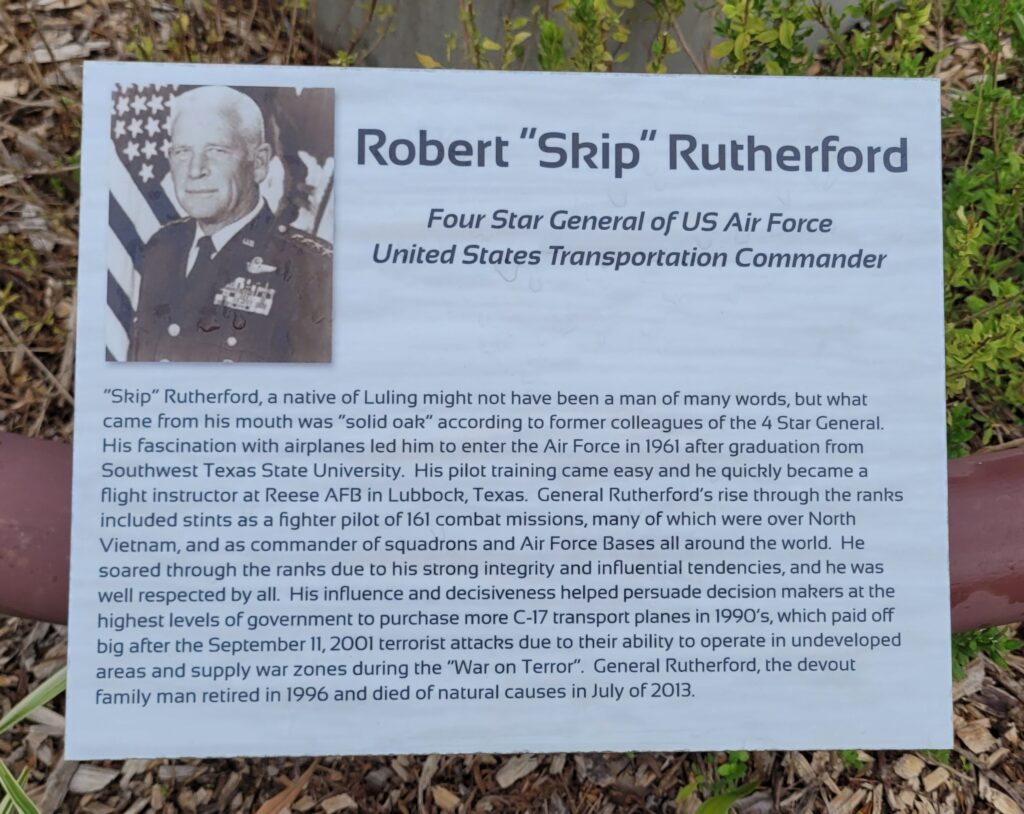 Robert "Skip" Rutherford
Four Star General of US Air Force
United States Transportation Commander
"Skip" Rutherford, a native of Luling might not have been a man of many words, but what
came from his mouth was "solid oak" according to former colleagues of the 4 Star General.
His fascination with airplanes led him to enter the Air Force in 1961 after graduation from
Southwest Texas State University. His pilot training came easy and he quickly became a
flight instructor at Reese AFB in Lubbock, Texas. General Rutherford's rise through the ranks
included stints as a fighter pilot of 161 combat missions, many of which were over North
Vietnam, and as commander of squadrons and Air Force Bases all around the world. He
soared through the ranks due to his strong integrity and influential tendencies, and he was
well respected by all. His influence and decisiveness helped persuade decision makers at the
highest levels of government to purchase more C-17 transport planes in 1990's, which paid off
big after the September 11, 2001 terrorist attacks due to their ability to operate in undeveloped
areas and supply war zones during the "War on Terror". General Rutherford, the devout
family man retired in 1996 and died of natural causes in July of 2013.